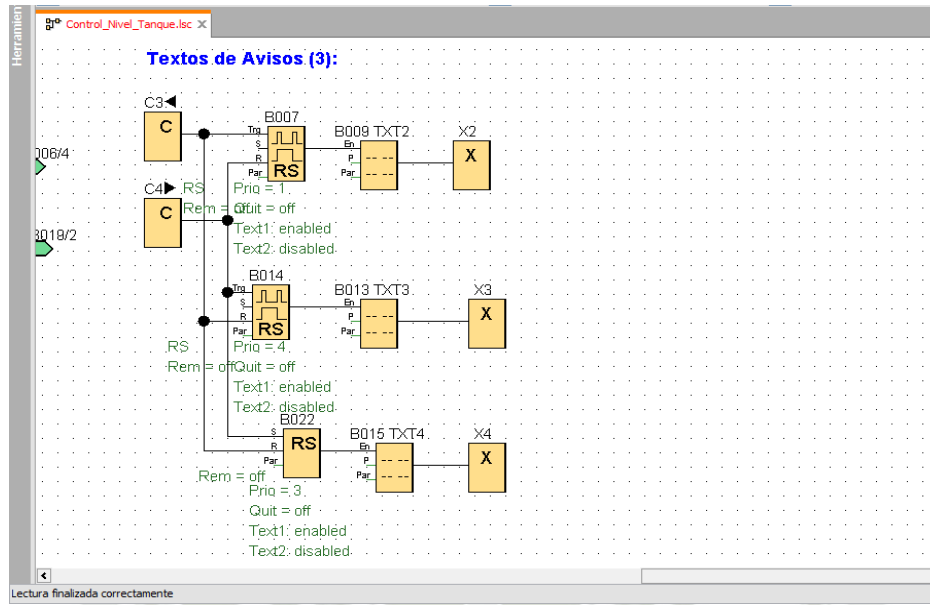 Herramien
Control_Nivel_Tanque.lsc X
Textos de Avisos (3):
C3
C
B007
Trg
S
R
Par
RS
B009 TXT2
En
P
Par
X2
X
006/4
C4
C
RS
Rem = off
Prio = 1
Quit = off
Text1: enabled
Text2: disabled
B019/2
B014
Trg
S
R
Par
RS
B013 TXT3
En
P
Par
X3
X
RS
Rem = off
Prio = 4
Quit = off
Text1: enabled
Text2: disabled
B022
S
R
Par
RS
B015 TXT4
En
P
Par
X4
X
Rem = off
Prio = 3
Quit = off
Text1: enabled
Text2: disabled
Lectura finalizada correctamente